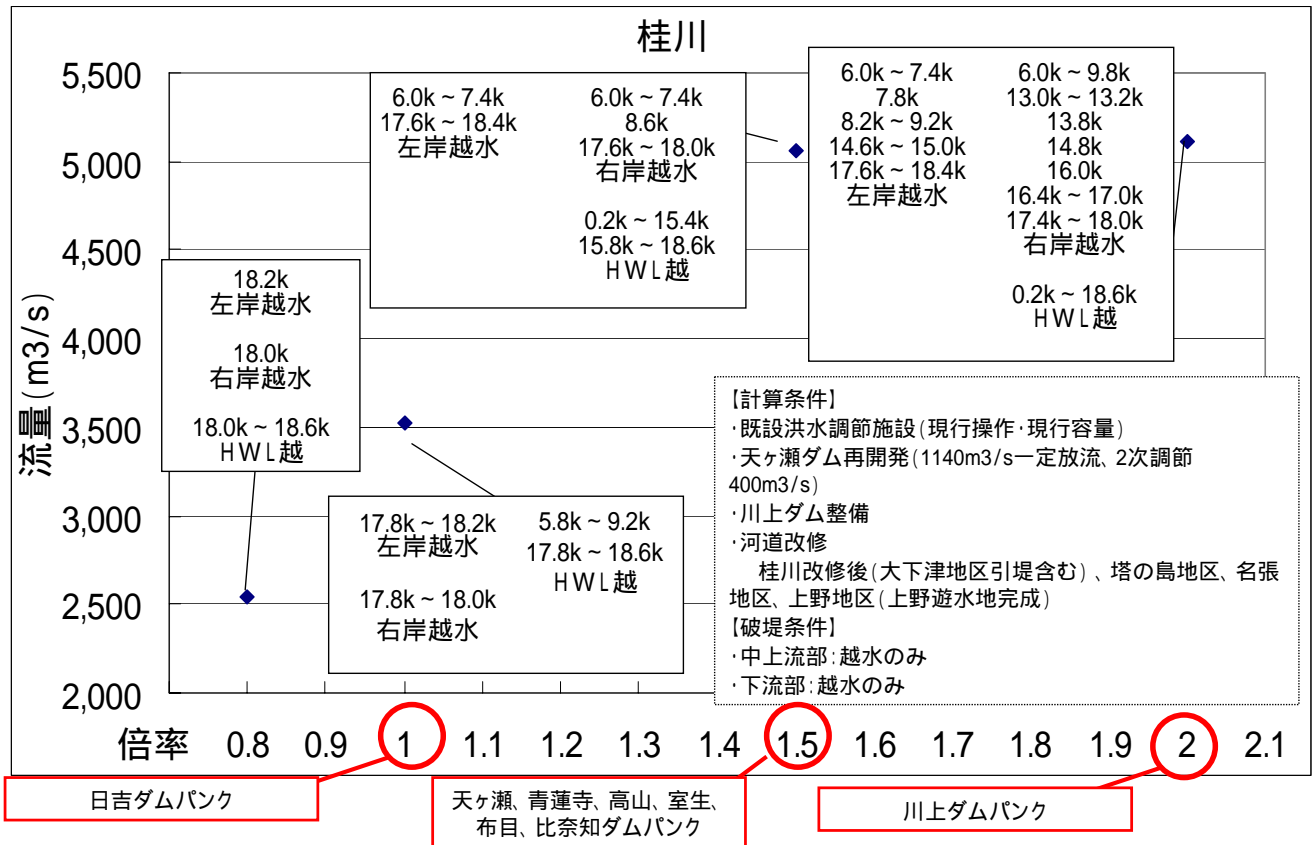 桂川
5,500
5,000
4,500
4,000
3,500
3,000
2,500
2,000
流量(m3/s)
6.0k ~ 7.4k
17.6k ~ 18.4k
左岸越水
6.0k ~ 7.4k
8.6k
17.6k ~ 18.0k
右岸越水
0.2k ~ 15.4k
15.8k ~ 18.6k
HWL越
6.0k ~ 7.4k
7.8k
8.2k ~ 9.2k
14.6k ~ 15.0k
17.6k ~ 18.4k
左岸越水
6.0k ~ 9.8k
13.0k ~ 13.2k
13.8k
14.8k
16.0k
16.4k ~ 17.0k
17.4k ~ 18.0k
右岸越水
0.2k ~ 18.6k
HWL越
18.2k
左岸越水
18.0k
右岸越水
18.0k ~ 18.6k
HWL越
17.8k ~ 18.2k
左岸越水
17.8k ~ 18.0k
右岸越水
5.8k ~ 9.2k
17.8k ~ 18.6k
HWL越
【計算条件】
・既設洪水調節施設(現行操作・現行容量)
・天ヶ瀬ダム再開発(1140m3/s一定放流、2次調節
400m3/s)
・川上ダム整備
・河道改修
桂川改修後(大下津地区引堤含む)、塔の島地区、名張
地区、上野地区(上野遊水地完成)
【破堤条件】
・中上流部:越水のみ
・下流部:越水のみ
倍率 0.8 0.9 1 1.1 1.2 1.3 1.4 1.5 1.6 1.7 1.8 1.9 2 2.1
日吉ダムパンク
天ヶ瀬、青蓮寺、高山、室生、
布目、比奈知ダムパンク
川上ダムパンク